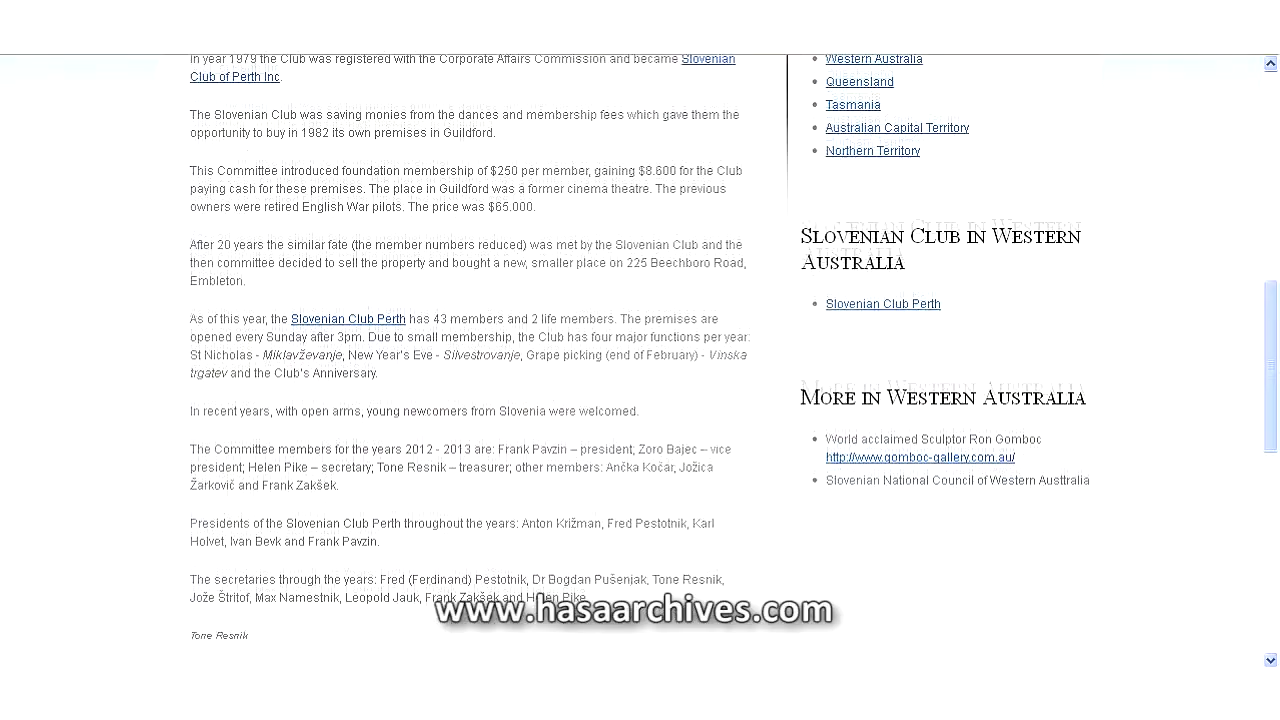 In year 1979 the Club was registered with the Corporate Affairs Commission and became Slovenian
Club of Perth Inc.
The Slovenian Club was saving monies from the dances and membership fees which gave them the
opportunity to buy in 1982 its own premises in Guildford.
This Committee introduced foundation membership of $250 per member, gaining $8.600 for the Club
paying cash for these premises. The place in Guildford was a former cinema theatre. The previous
owners were retired English War pilots. The price was $65.000.
After 20 years the similar fate (the member numbers reduced) was met by the Slovenian Club and the
then committee decided to sell the property and bought a new, smaller place on 225 Beechboro Road,
Embleton.
As of this year, the Slovenian Club Perth has 43 members and 2 life members. The premises are
opened every Sunday after 3pm. Due to small membership, the Club has four major functions per year:
St Nicholas - Miklavževanje, New Year's Eve - Silvestrovanje, Grape picking (end of February) - Vinska
trgatev and the Club's Anniversary.
In recent years, with open arms, young newcomers from Slovenia were welcomed.
The Committee members for the years 2012 - 2013 are: Frank Pavzin – president; Zoro Bajec – vice
president; Helen Pike – secretary; Tone Resnik – treasurer; other members: Ančka Kočar, Jožica
Žarkovič and Frank Zakšek.
Presidents of the Slovenian Club Perth throughout the years: Anton Križman, Fred Pestotnik, Karl
Holvet, Ivan Bevk and Frank Pavzin.
The secretaries through the years: Fred (Ferdinand) Pestotnik, Dr Bogdan Pušenjak, Tone Resnik,
Jože Štritof, Max Namestnik, Leopold Jauk, Frank Zakšek and Helen Pike.
Tone Resnik
Western Australia
Queensland
Tasmania
Australian Capital Territory
Northern Territory
Slovenian Club in Western
Australia
Slovenian Club Perth
More in Western Australia
World acclaimed Sculptor Ron Gomboc
http://www.gomboc-gallery.com.au/
Slovenian National Council of Western Austtralia
www.hasaarchives.com